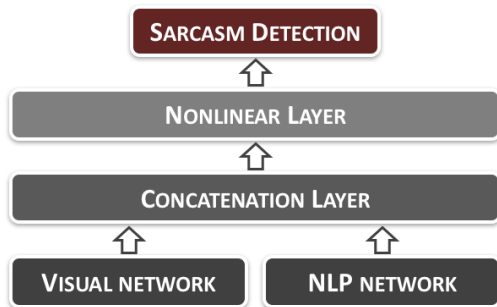 Sarcasm Detection
Nonlinear Layer
Concatenation Layer
Visual network
NLP network